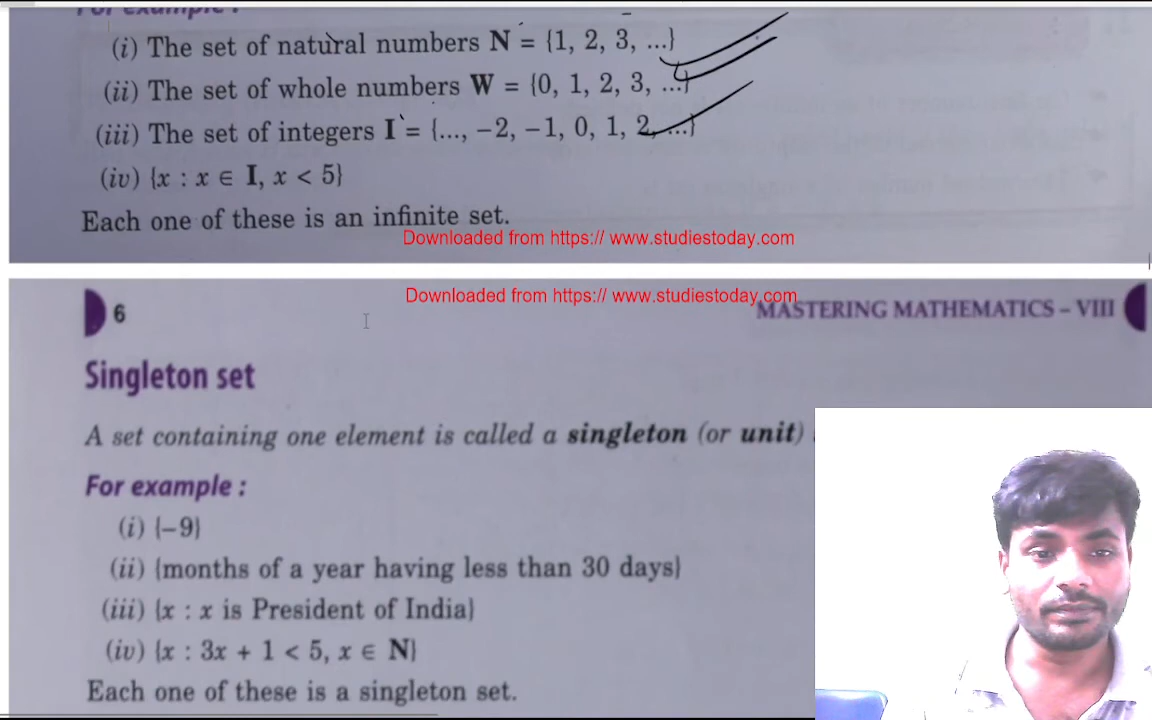 For example :
(i) The set of natural numbers N = {1, 2, 3, ...}
(ii) The set of whole numbers W = {0, 1, 2, 3, ...}
(iii) The set of integers I = {..., −2, −1, 0, 1, 2, ...}
(iv) {x : x ∈ I, x < 5}
Each one of these is an infinite set.
Downloaded from https:// www.studiestoday.com
Downloaded from https:// www.studiestoday.com
6
MASTERING MATHEMATICS – VIII
Singleton set
A set containing one element is called a singleton (or unit)
For example :
(i) {−9}
(ii) {months of a year having less than 30 days}
(iii) {x : x is President of India}
(iv) {x : 3x + 1 < 5, x ∈ N}
Each one of these is a singleton set.